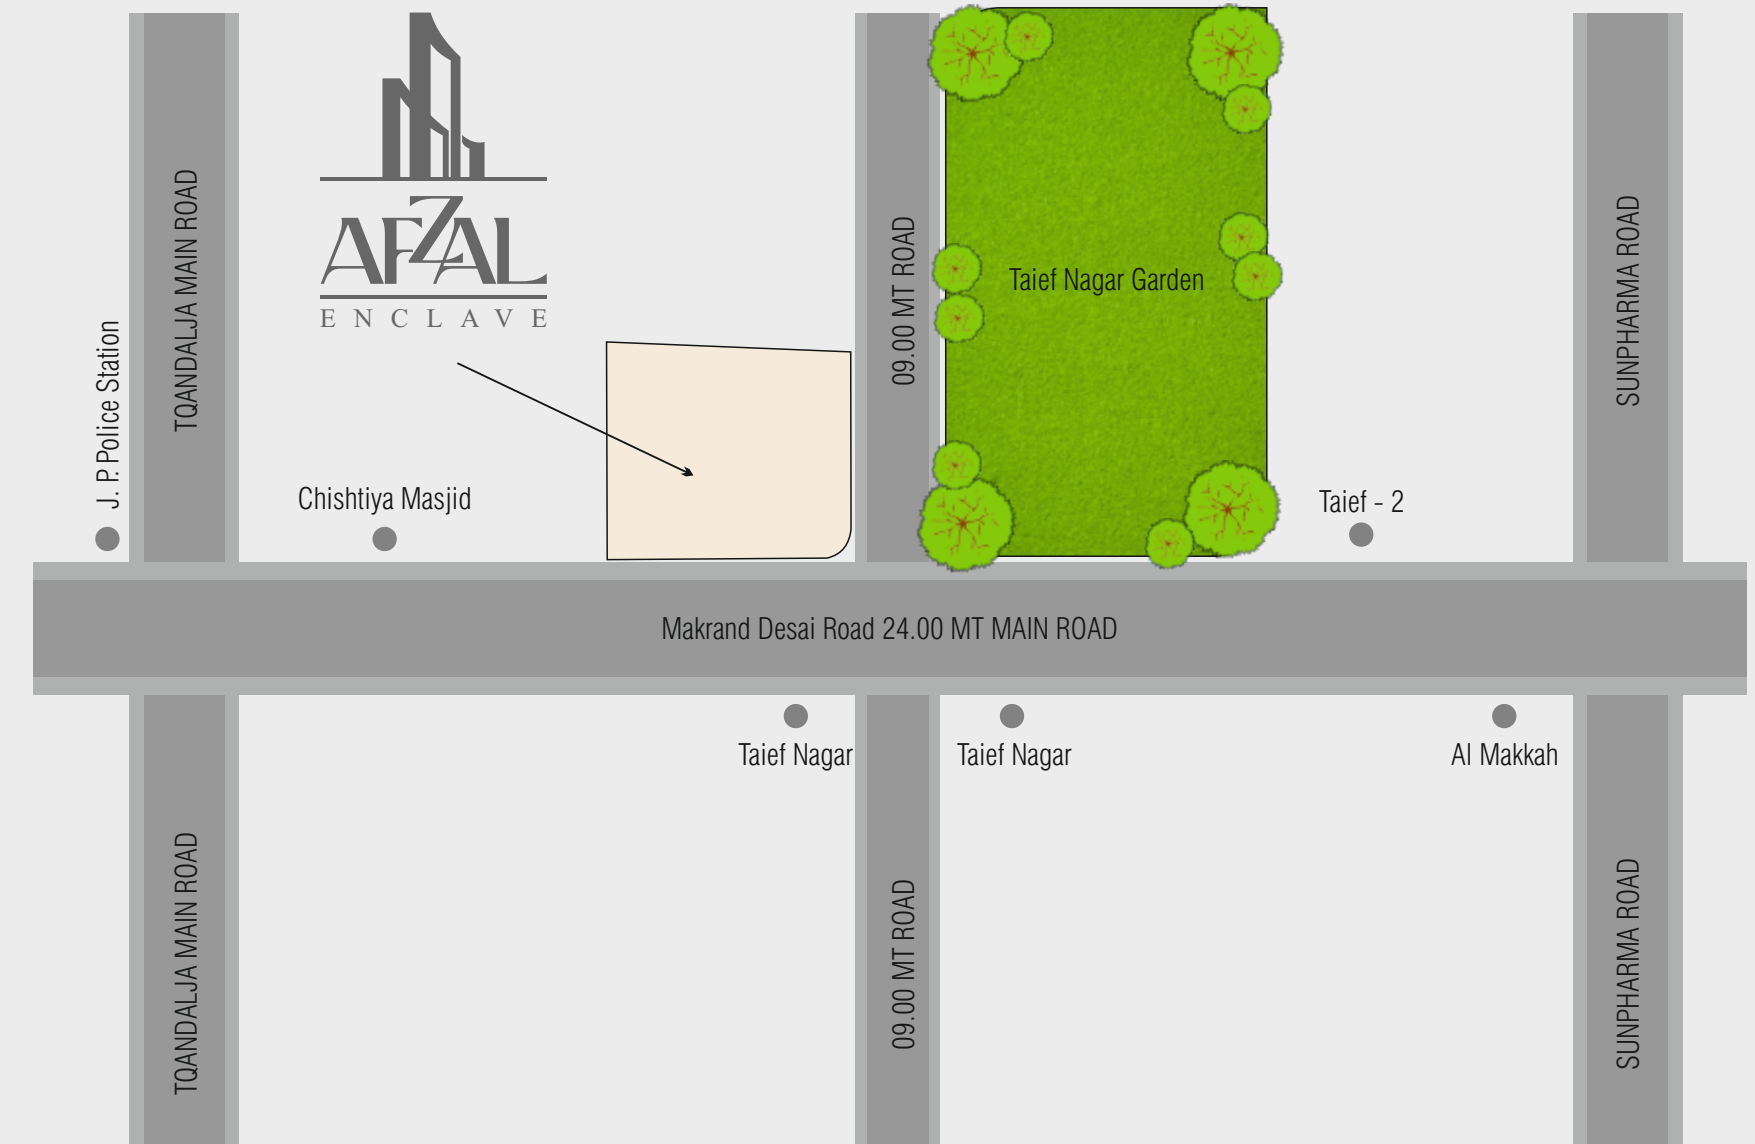 AFZAL
ENCLAVE
J. P. Police Station
TQANDALJA MAIN ROAD
Chishtiya Masjid
09.00 MT ROAD
Taief Nagar Garden
Taief - 2
SUNPHARMA ROAD
Makrand Desai Road 24.00 MT MAIN ROAD
Taief Nagar
Taief Nagar
Al Makkah
TQANDALJA MAIN ROAD
09.00 MT ROAD
SUNPHARMA ROAD